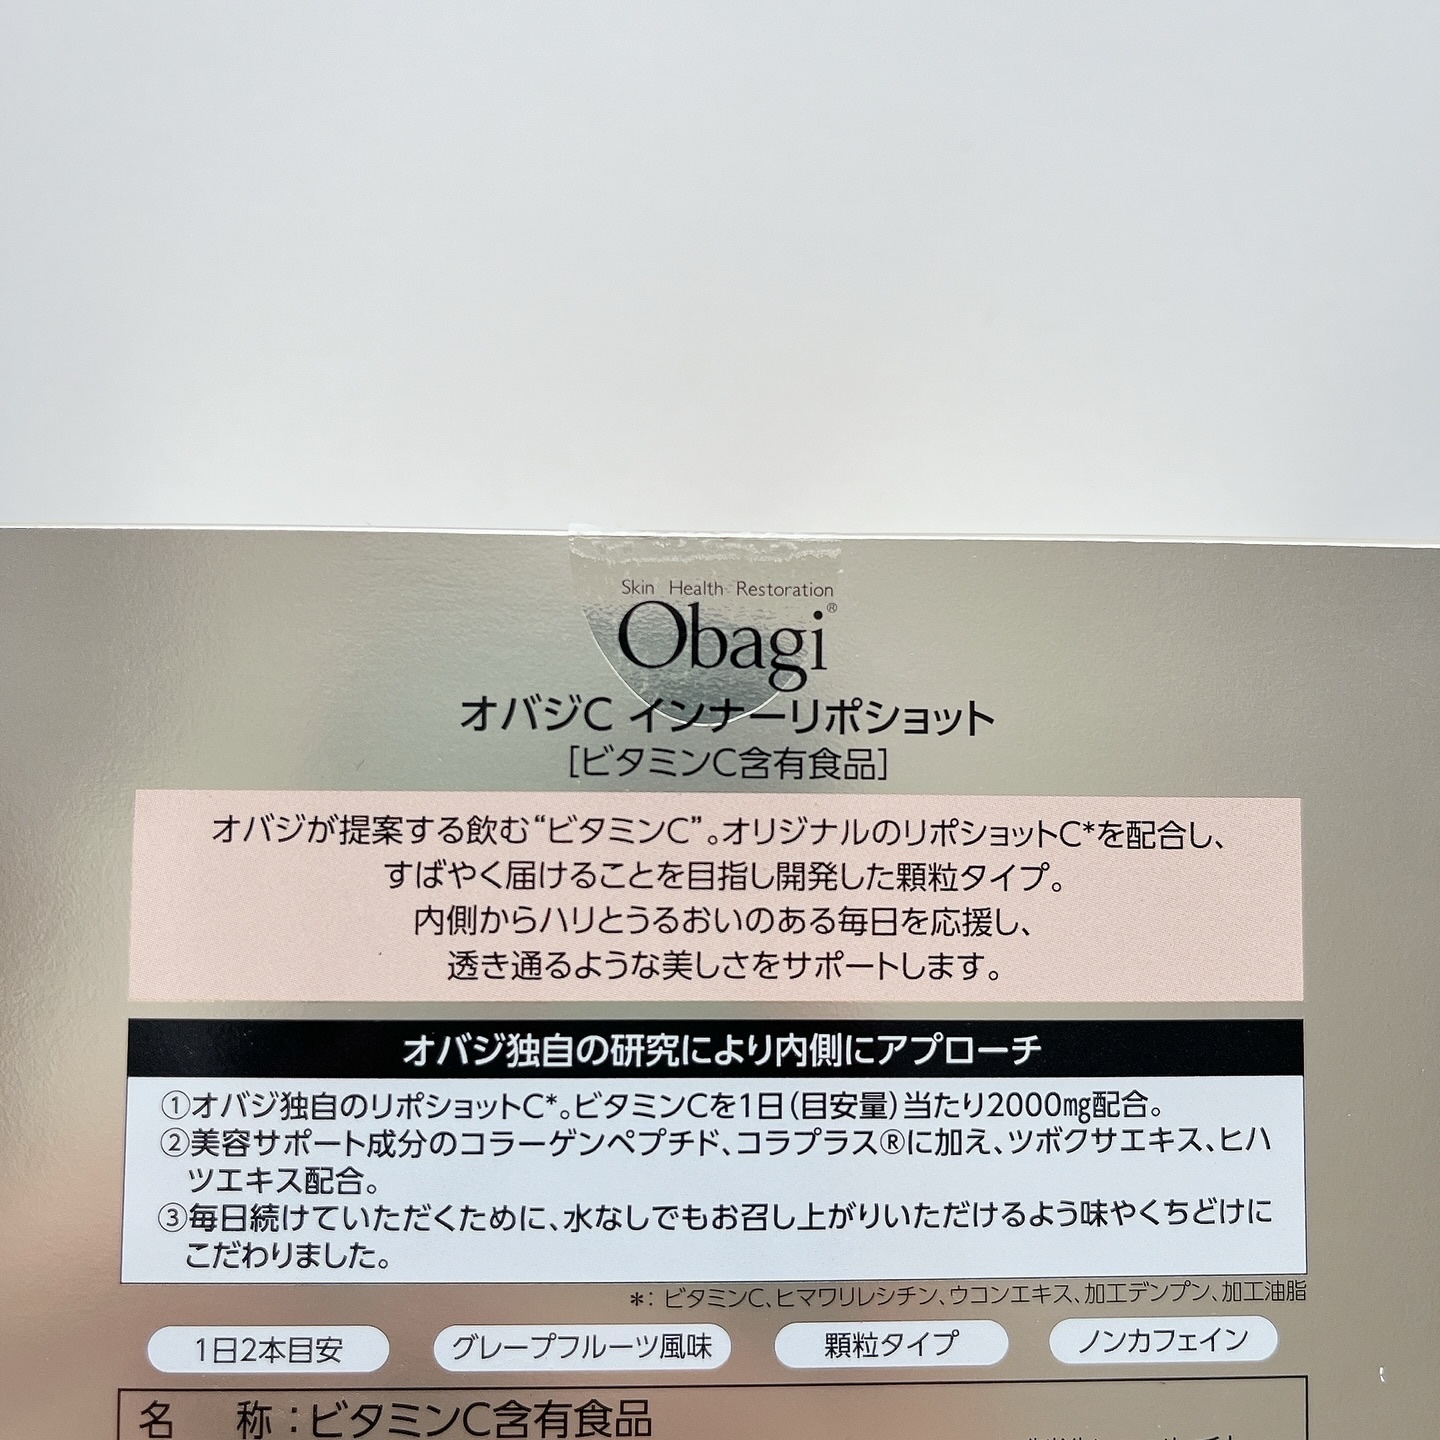 Skin Health Restoration
Obagi®
オバジC インナーリポショット
[ビタミンC含有食品]
オバジが提案する飲む“ビタミンC”。オリジナルのリポショットC*を配合し、
すばやく届けることを目指し開発した顆粒タイプ。
内側からハリとうるおいのある毎日を応援し、
透き通るような美しさをサポートします。
オバジ独自の研究により内側にアプローチ
①オバジ独自のリポショットC*。ビタミンCを1日(目安量)当たり2000㎎配合。
②美容サポート成分のコラーゲンペプチド、コラプラス®に加え、ツボクサエキス、ヒハ
ツエキス配合。
③毎日続けていただくために、水なしでもお召し上がりいただけるよう味やくちどけに
こだわりました。
*: ビタミンC、ヒマワリレシチン、ウコンエキス、加工デンプン、加工油脂
1日2本目安 グレープフルーツ風味 顆粒タイプ ノンカフェイン
名 称:ビタミンC含有食品